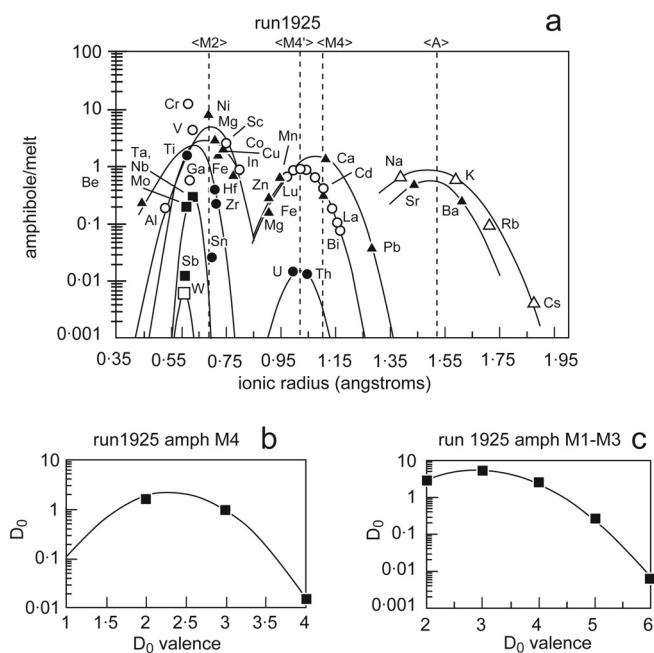 run1925
a
<M2> <M4'> <M4> <A>
amphibole/melt
100
10
1
0·1
0·01
0·001
Cr
Ni
V
Mg
Sc
Ta,
Ti
Co
Mn
Nb
Ga
Fe
Cu
In
Zn
Ca
Na
K
Be
Mo
Hf
Lu
Cd
Al
Zr
Fe
La
Sr
Ba
Rb
Mg
Bi
Sn
Pb
Sb
U
Th
W
Cs
0·35 0·55 0·75 0·95 1·15 1·35 1·55 1·75 1·95
ionic radius (angstroms)
b
run1925 amph M4
D0
10
1
0·1
0·01
1 1·5 2 2·5 3 3·5 4
D0 valence
c
run 1925 amph M1-M3
D0
10
1
0·1
0·01
0·001
2 3 4 5 6
D0 valence